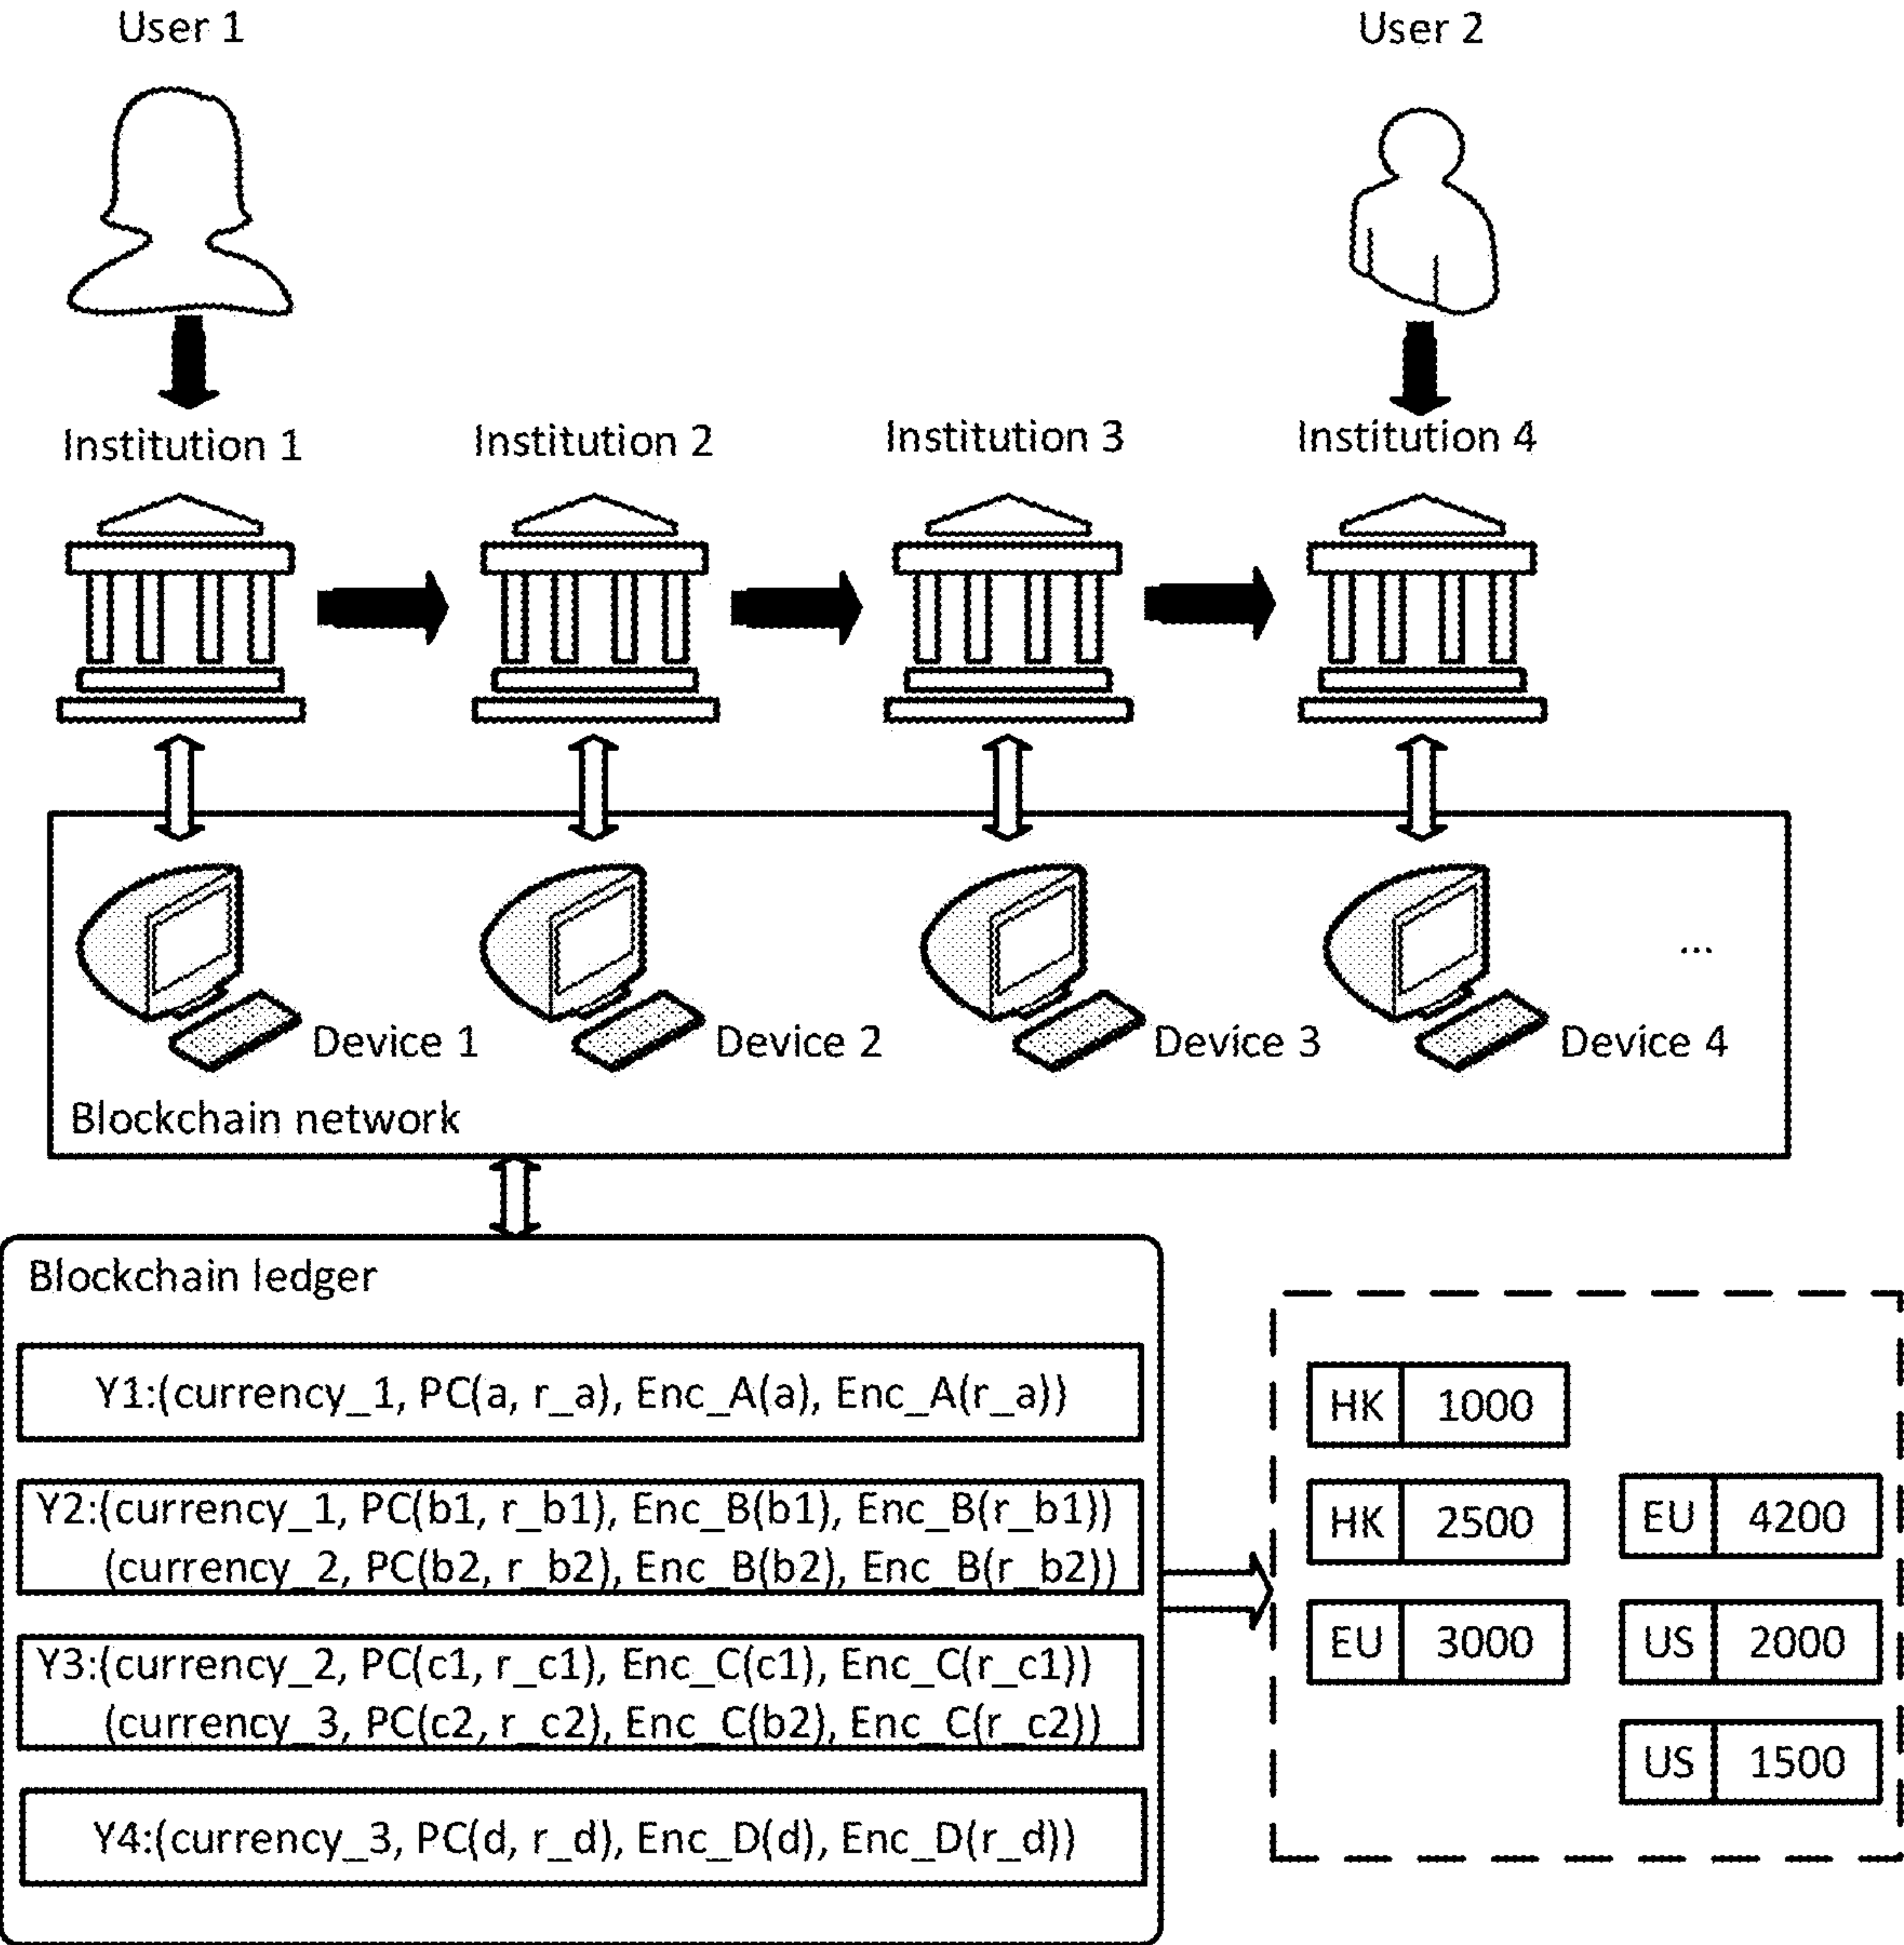 User 1
User 2
Institution 1
Institution 2
Institution 3
Institution 4
Device 1
Device 2
Device 3
Device 4
...
Blockchain network
Blockchain ledger
Y1:(currency_1, PC(a, r_a), Enc_A(a), Enc_A(r_a))
Y2:(currency_1, PC(b1, r_b1), Enc_B(b1), Enc_B(r_b1))
(currency_2, PC(b2, r_b2), Enc_B(b2), Enc_B(r_b2))
Y3:(currency_2, PC(c1, r_c1), Enc_C(c1), Enc_C(r_c1))
(currency_3, PC(c2, r_c2), Enc_C(b2), Enc_C(r_c2))
Y4:(currency_3, PC(d, r_d), Enc_D(d), Enc_D(r_d))
HK 1000
HK 2500
EU 4200
EU 3000
US 2000
US 1500